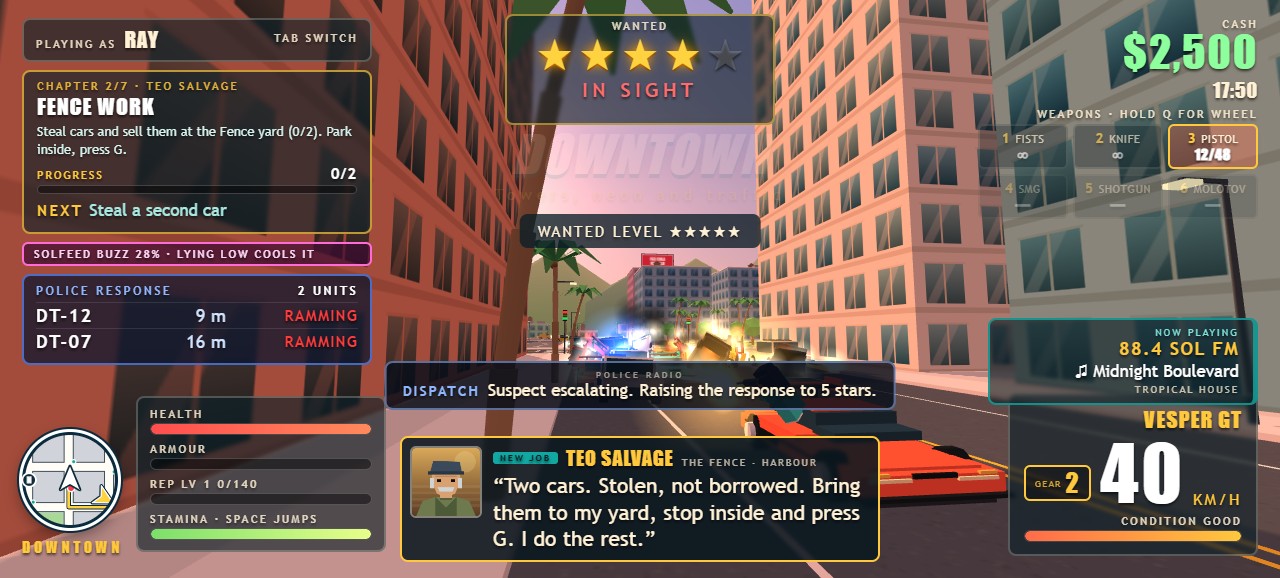 PLAYING AS RAY
TAB SWITCH
CHAPTER 2/7 · TEO SALVAGE
FENCE WORK
Steal cars and sell them at the Fence yard (0/2). Park
inside, press G.
PROGRESS 0/2
NEXT Steal a second car
SOLFEED BUZZ 28% · LYING LOW COOLS IT
POLICE RESPONSE 2 UNITS
DT-12 9 m RAMMING
DT-07 16 m RAMMING
HEALTH
ARMOUR
REP LV 1 0/140
STAMINA · SPACE JUMPS
DOWNTOWN
WANTED
IN SIGHT
DOWNTOWN
WANTED LEVEL ★★★★★
POLICE RADIO
DISPATCH Suspect escalating. Raising the response to 5 stars.
NEW JOB TEO SALVAGE THE FENCE · HARBOUR
“Two cars. Stolen, not borrowed. Bring
them to my yard, stop inside and press
G. I do the rest.”
CASH
$2,500
17:50
WEAPONS · HOLD Q FOR WHEEL
1 FISTS ∞
2 KNIFE ∞
3 PISTOL 12/48
4 SMG —
5 SHOTGUN —
6 MOLOTOV —
NOW PLAYING
88.4 SOL FM
♫ Midnight Boulevard
TROPICAL HOUSE
VESPER GT
GEAR 2 40 KM/H
CONDITION GOOD